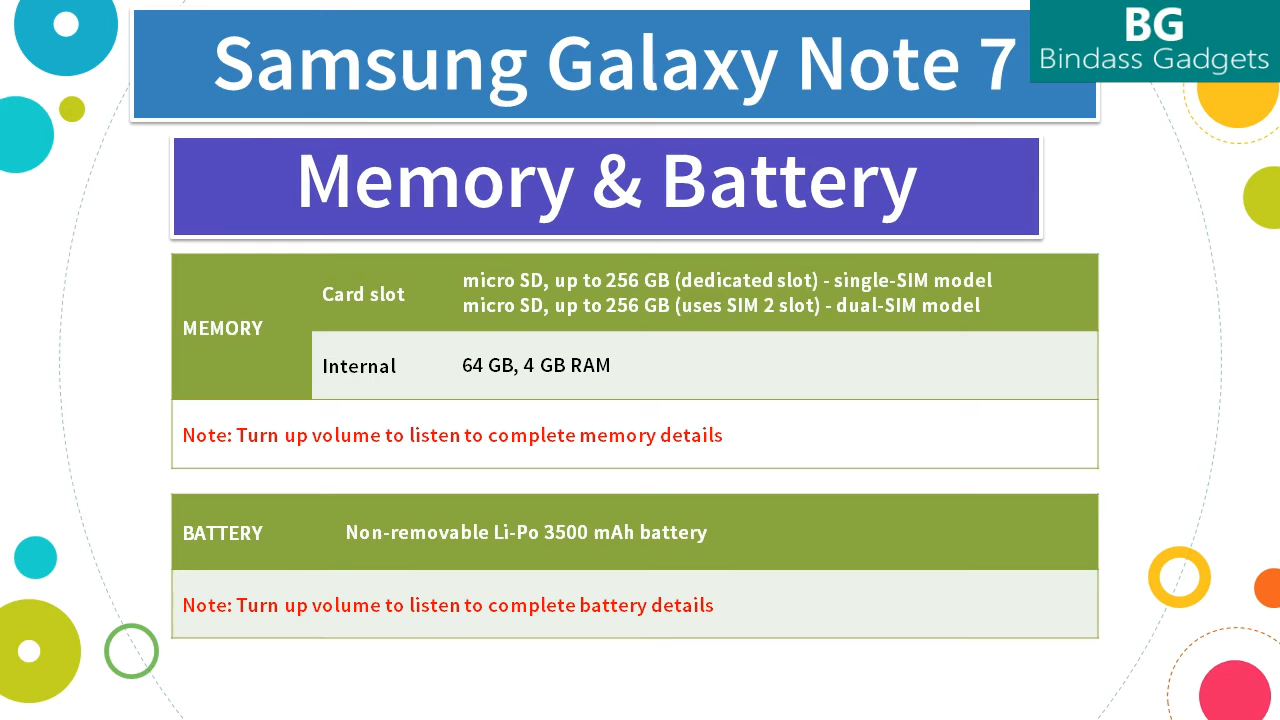 Samsung Galaxy Note 7
BG
Bindass Gadgets
Memory & Battery
MEMORY
Card slot
micro SD, up to 256 GB (dedicated slot) - single-SIM model
micro SD, up to 256 GB (uses SIM 2 slot) - dual-SIM model
Internal
64 GB, 4 GB RAM
Note: Turn up volume to listen to complete memory details
BATTERY
Non-removable Li-Po 3500 mAh battery
Note: Turn up volume to listen to complete battery details